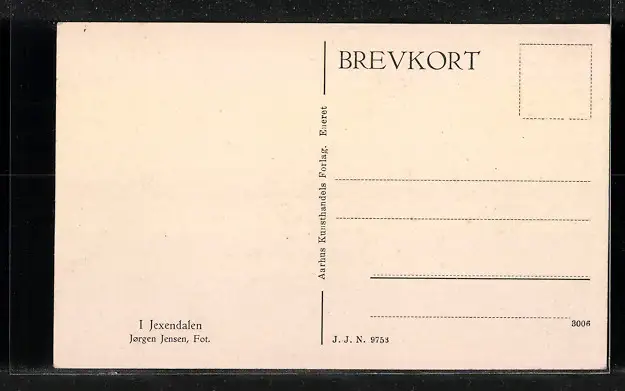 BREVKORT
Aarhus Kunsthandels Forlag. Eneret
I Jexendalen
Jørgen Jensen, Fot.
J. J. N. 9753
3006